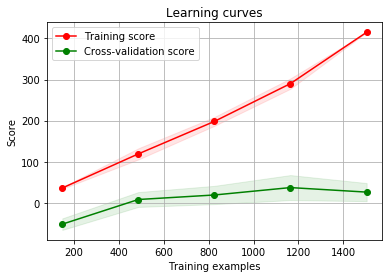 Learning curves
Training score
Cross-validation score
Score
400
300
200
100
0
200
400
600
800
1000
1200
1400
Training examples